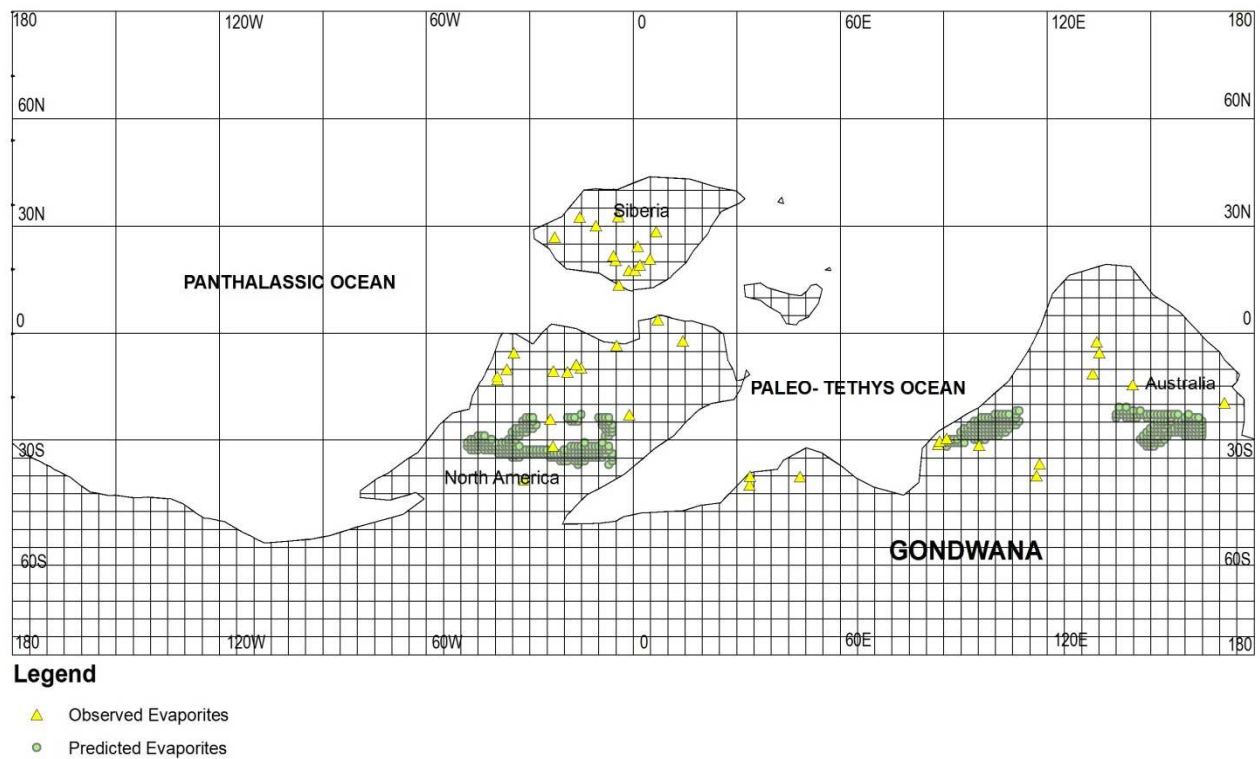 180 120W 60W 0 60E 120E 180
60N 60N
30N 30N
Siberia
PANTHALASSIC OCEAN
0 0
PALEO- TETHYS OCEAN
Australia
30S 30S
North America
GONDWANA
60S 60S
180 120W 60W 0 60E 120E 180
Legend
Observed Evaporites
Predicted Evaporites